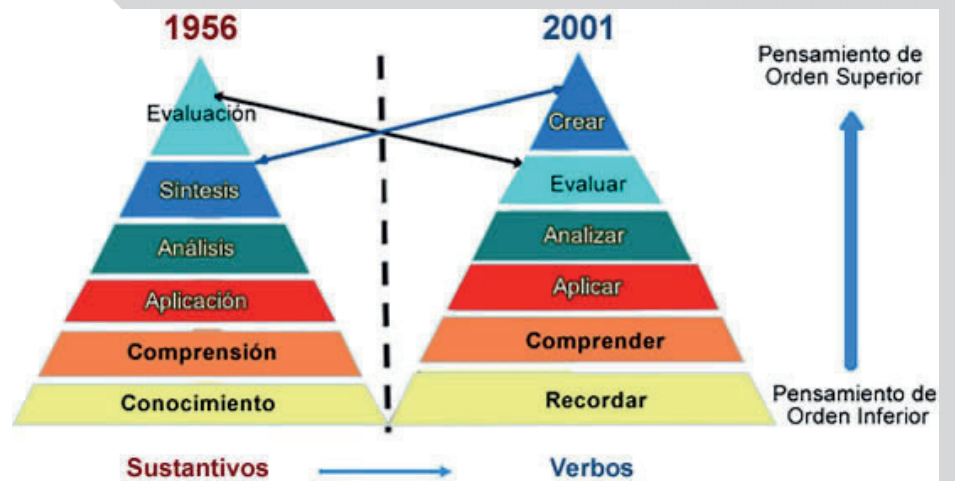 1956
2001
Pensamiento de
Orden Superior
Evaluación
Crear
Síntesis
Evaluar
Análisis
Analizar
Aplicación
Aplicar
Comprensión
Comprender
Conocimiento
Recordar
Pensamiento de
Orden Inferior
Sustantivos
Verbos